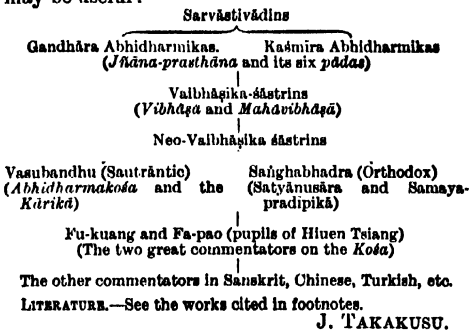 may be useful:
Sarvāstivādins
Gandhāra Abhidharmikas. Kaśmira Abhidharmikas
(Jñāna-prasthāna and its six pādas)
Vaibhāṣika-śāstrins
(Vibhāṣa and Mahāvibhāṣā)
Neo-Vaibhāṣika śāstrins
Vasubandhu (Sautrāntic) Saṅghabhadra (Orthodox)
(Abhidharmakośa and the (Satyānusāra and Samaya-
Kārikā) pradipikā)
Fu-kuang and Fa-pao (pupils of Hiuen Tsiang)
(The two great commentators on the Kośa)
The other commentators in Sanskrit, Chinese, Turkish, etc.
LITERATURE.—See the works cited in footnotes.
J. TAKAKUSU.